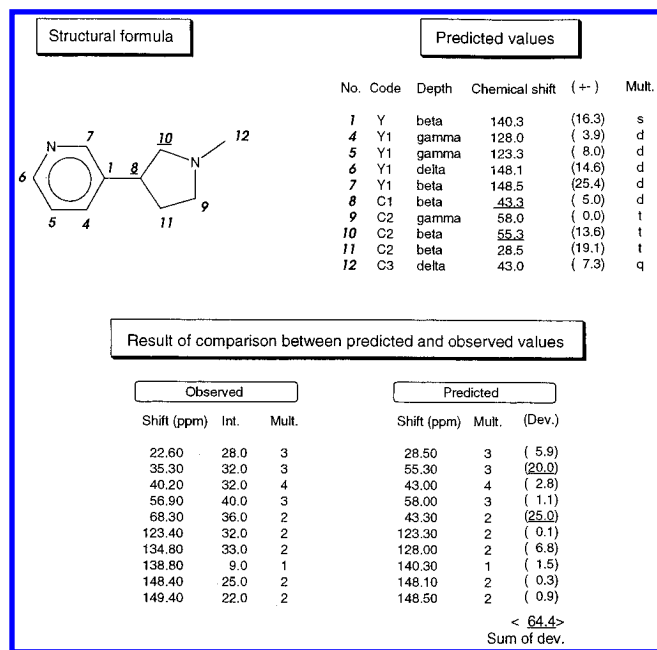 Structural formula
Predicted values
No. Code Depth Chemical shift (+-) Mult.
1 Y beta 140.3 (16.3) s
4 Y1 gamma 128.0 ( 3.9) d
5 Y1 gamma 123.3 ( 8.0) d
6 Y1 delta 148.1 (14.6) d
7 Y1 beta 148.5 (25.4) d
8 C1 beta 43.3 ( 5.0) d
9 C2 gamma 58.0 ( 0.0) t
10 C2 beta 55.3 (13.6) t
11 C2 beta 28.5 (19.1) t
12 C3 delta 43.0 ( 7.3) q
10 12
N 7 N
1
6 8
9
5 4 11
Result of comparison between predicted and observed values
Observed Predicted
Shift (ppm) Int. Mult. Shift (ppm) Mult. (Dev.)
22.60 28.0 3 28.50 3 ( 5.9)
35.30 32.0 3 55.30 3 (20.0)
40.20 32.0 4 43.00 4 ( 2.8)
56.90 40.0 3 58.00 3 ( 1.1)
68.30 36.0 2 43.30 2 (25.0)
123.40 32.0 2 123.30 2 ( 0.1)
134.80 33.0 2 128.00 2 ( 6.8)
138.80 9.0 1 140.30 1 ( 1.5)
148.40 25.0 2 148.10 2 ( 0.3)
149.40 22.0 2 148.50 2 ( 0.9)
< 64.4>
Sum of dev.